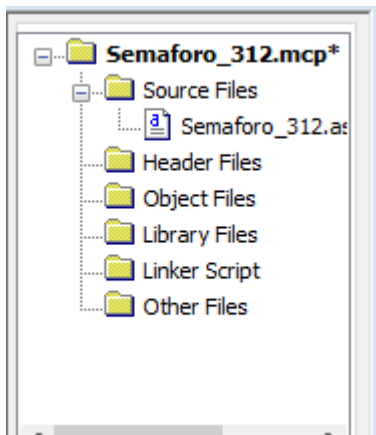 Semaforo_312.mcp*
Source Files
Semaforo_312.as
Header Files
Object Files
Library Files
Linker Script
Other Files